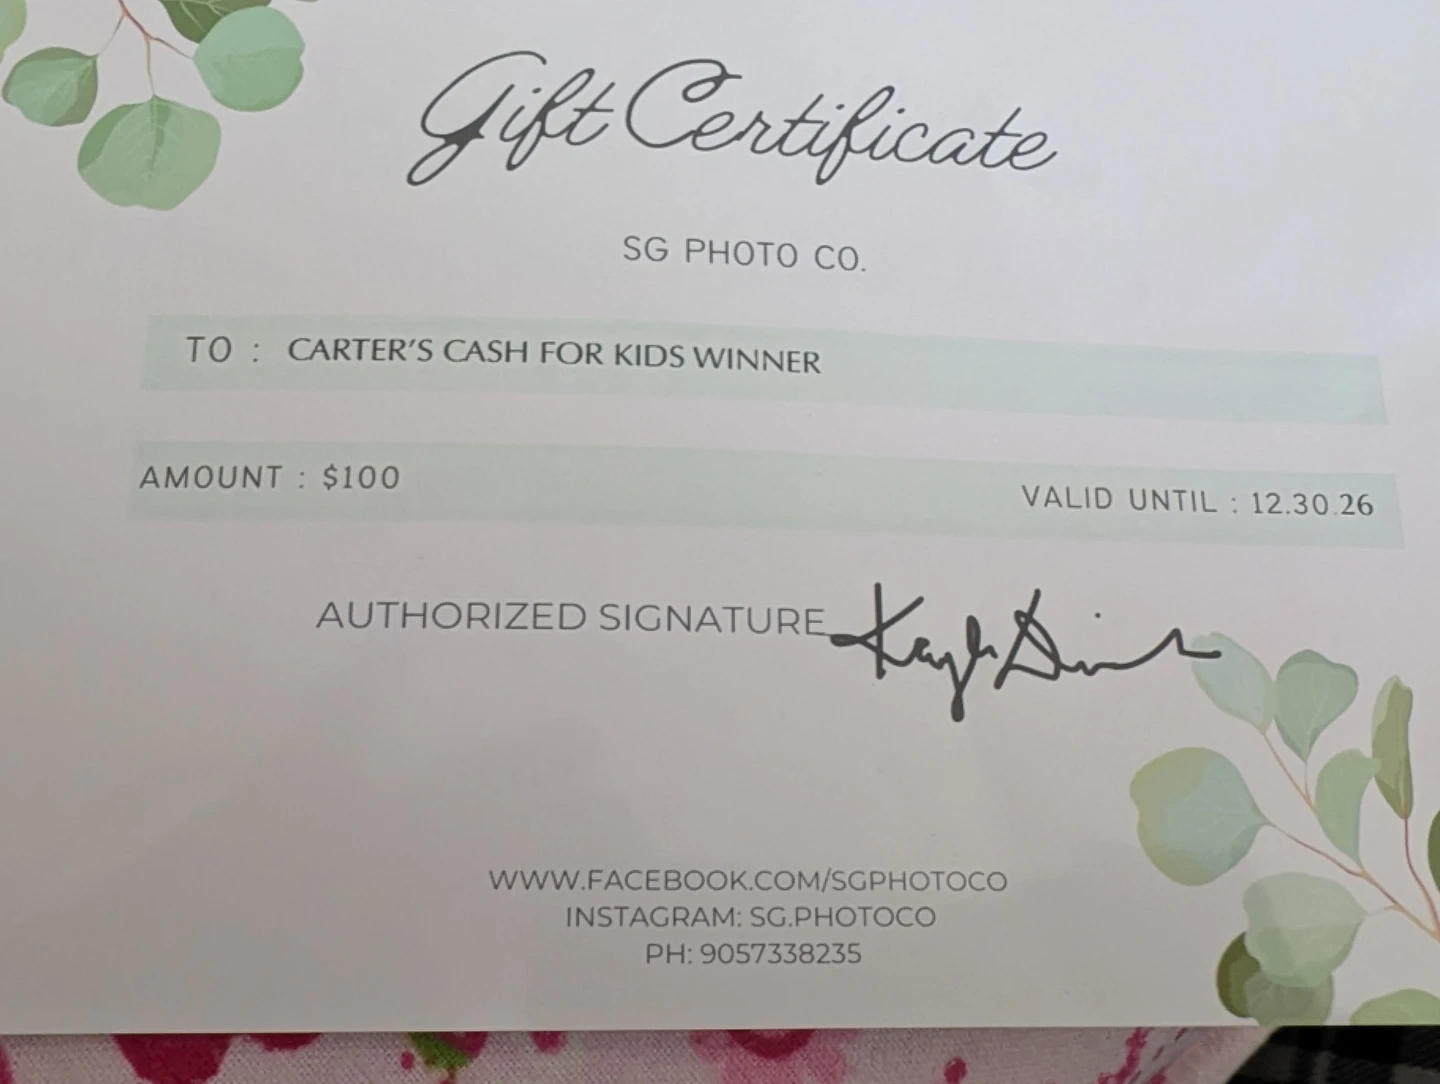 Gift Certificate
SG PHOTO CO.
TO : CARTER'S CASH FOR KIDS WINNER
AMOUNT : $100
VALID UNTIL : 12.30.26
AUTHORIZED SIGNATURE
WWW.FACEBOOK.COM/SGPHOTOCO
INSTAGRAM: SG.PHOTOCO
PH: 9057338235